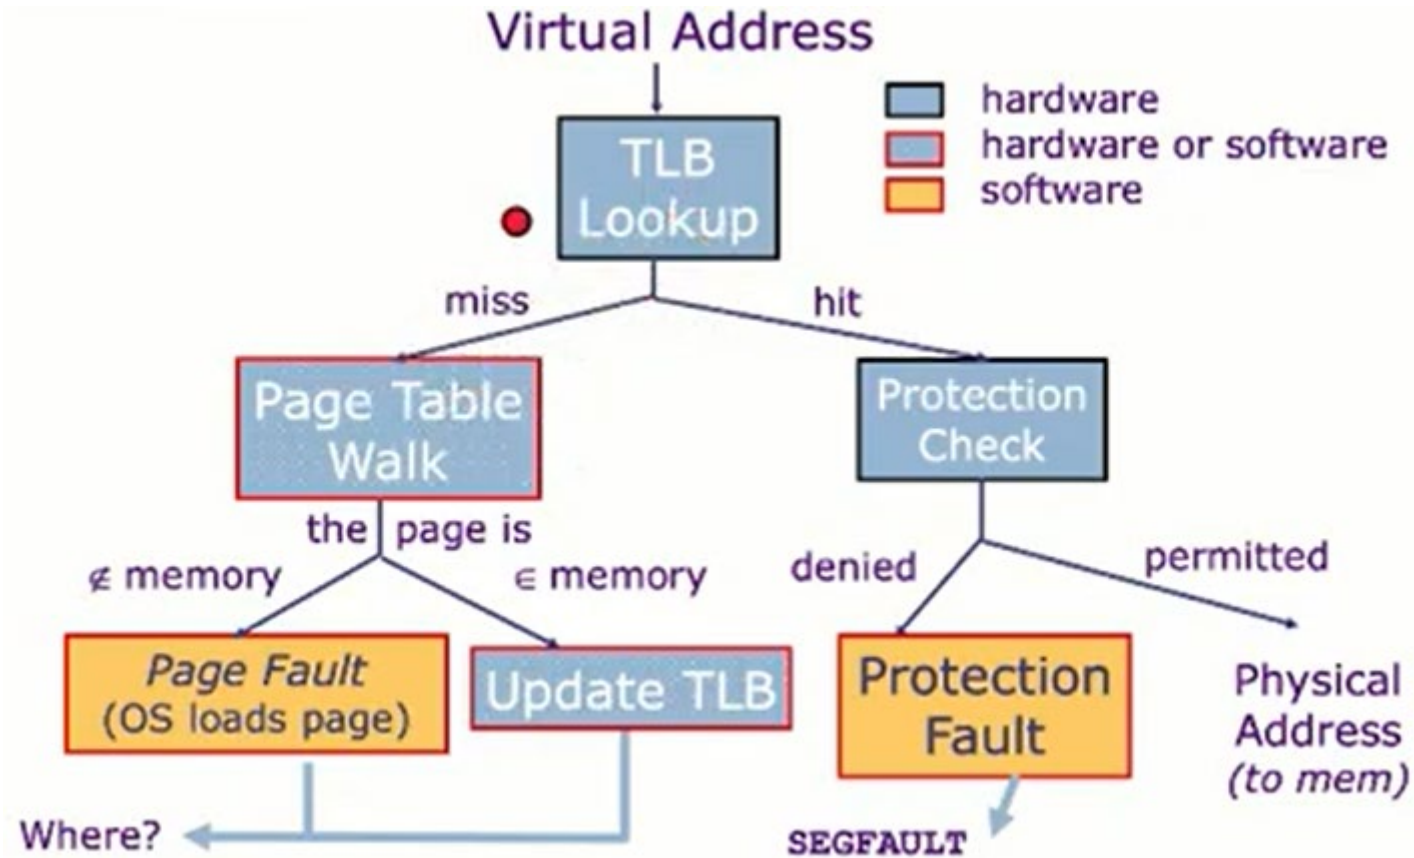 Virtual Address
hardware
hardware or software
software
TLB
Lookup
miss
hit
Page Table
Walk
Protection
Check
the page is
∉ memory
∈ memory
denied
permitted
Page Fault
(OS loads page)
Update TLB
Protection
Fault
Physical
Address
(to mem)
Where?
SEGFAULT